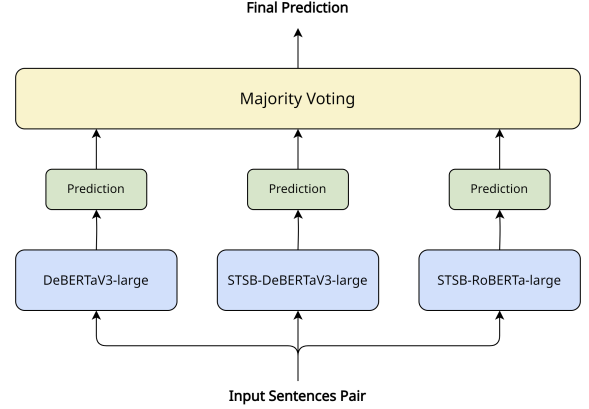 Final Prediction
Majority Voting
Prediction
Prediction
Prediction
DeBERTaV3-large
STSB-DeBERTaV3-large
STSB-RoBERTa-large
Input Sentences Pair